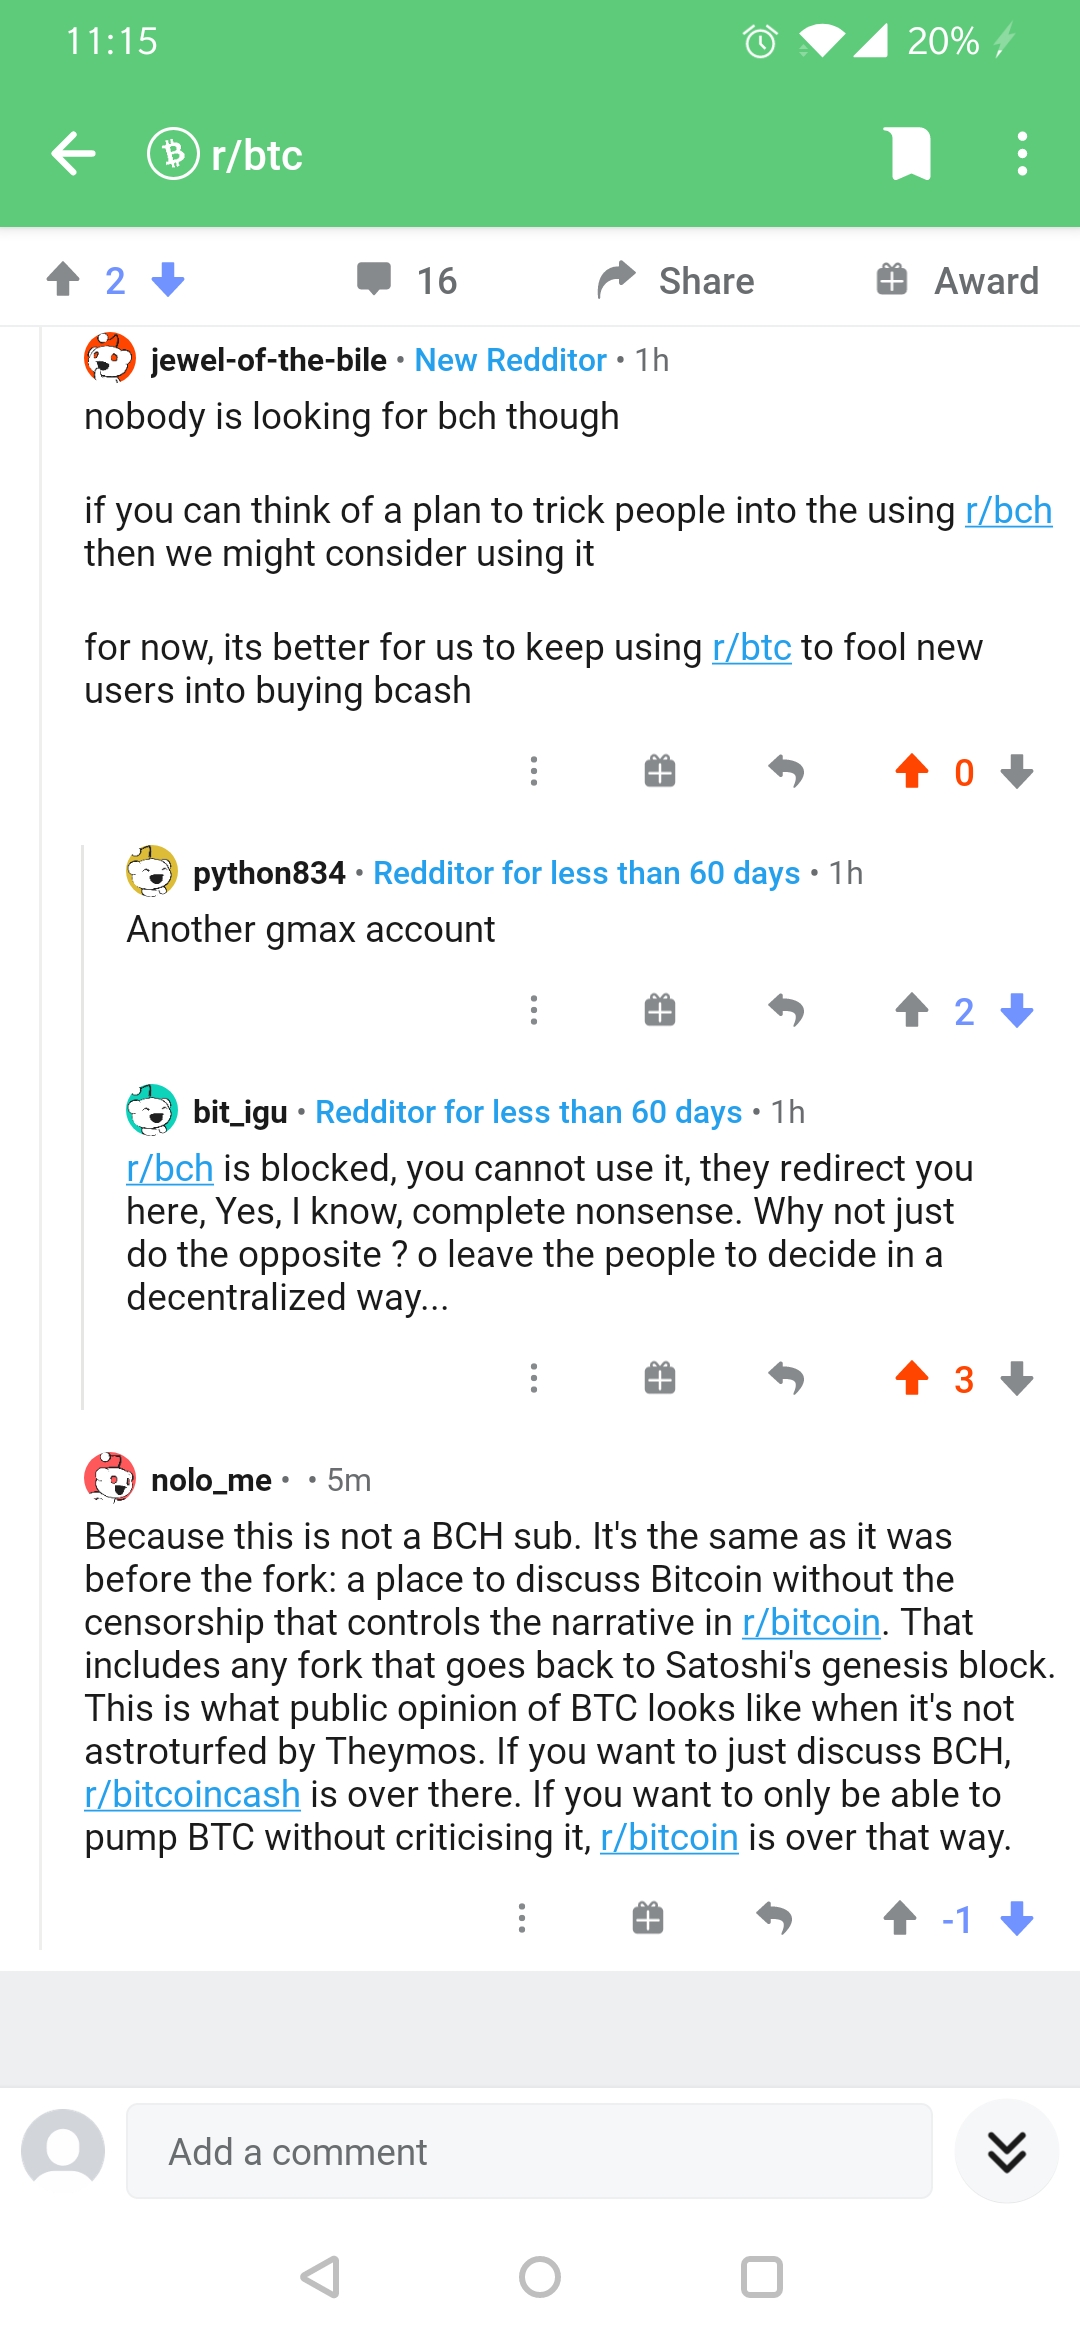 11:15
20%
r/btc
2
16
Share
Award
jewel-of-the-bile • New Redditor • 1h
nobody is looking for bch though
if you can think of a plan to trick people into the using r/bch
then we might consider using it
for now, its better for us to keep using r/btc to fool new
users into buying bcash
0
python834 • Redditor for less than 60 days • 1h
Another gmax account
2
bit_igu • Redditor for less than 60 days • 1h
r/bch is blocked, you cannot use it, they redirect you
here, Yes, I know, complete nonsense. Why not just
do the opposite ? o leave the people to decide in a
decentralized way...
3
nolo_me • • 5m
Because this is not a BCH sub. It's the same as it was
before the fork: a place to discuss Bitcoin without the
censorship that controls the narrative in r/bitcoin. That
includes any fork that goes back to Satoshi's genesis block.
This is what public opinion of BTC looks like when it's not
astroturfed by Theymos. If you want to just discuss BCH,
r/bitcoincash is over there. If you want to only be able to
pump BTC without criticising it, r/bitcoin is over that way.
-1
Add a comment